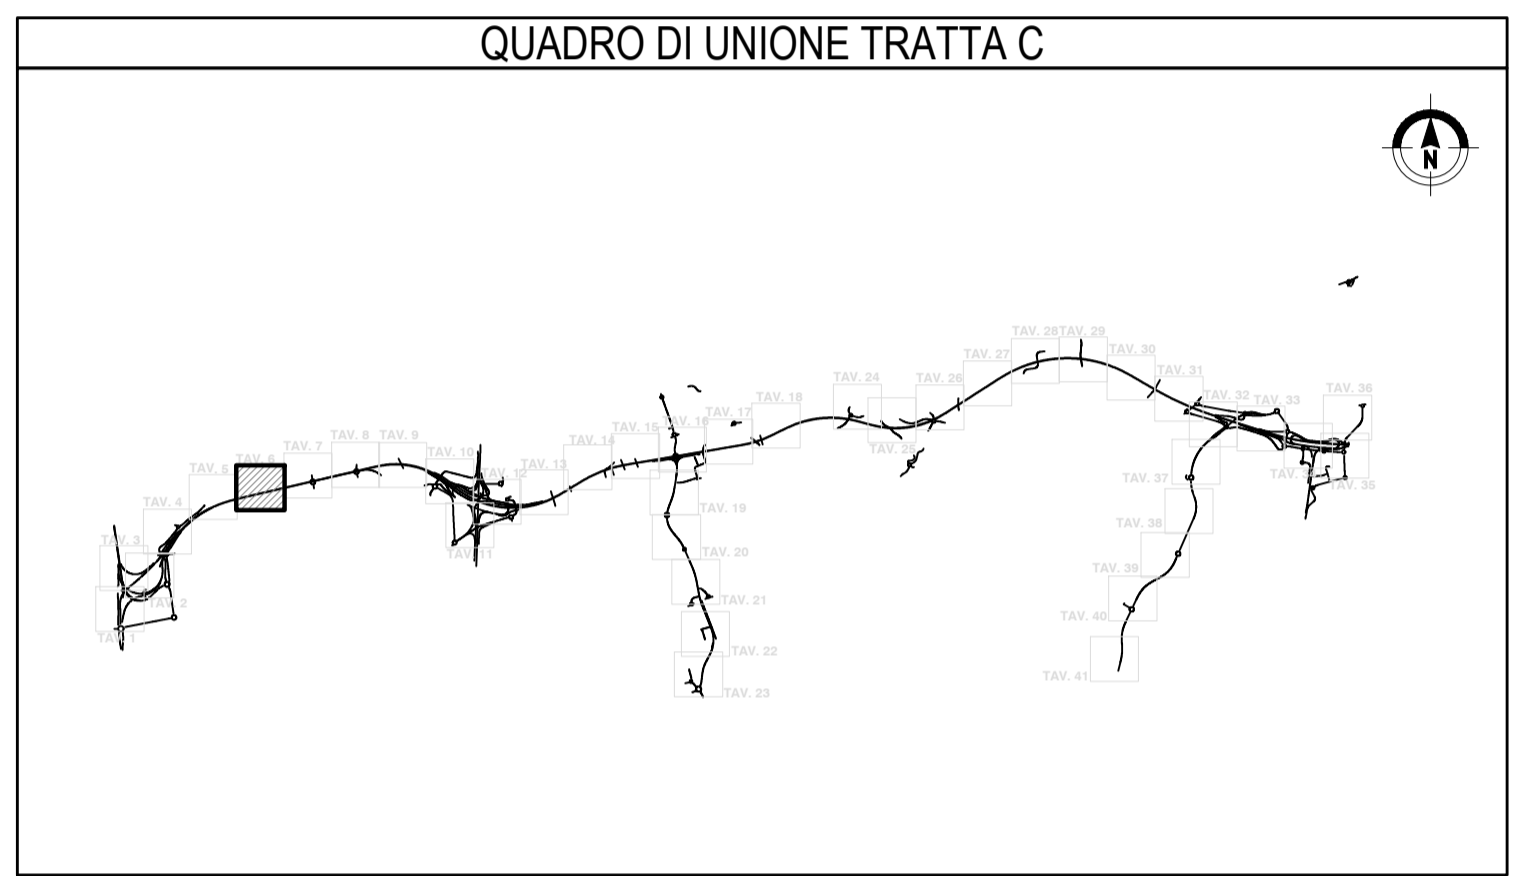 QUADRO DI UNIONE TRATTA C
N
TAV. 28
TAV. 29
TAV. 30
TAV. 27
TAV. 31
TAV. 24
TAV. 26
TAV. 36
TAV. 18
TAV. 32
TAV. 33
TAV. 17
TAV. 16
TAV. 15
TAV. 8
TAV. 9
TAV. 7
TAV. 14
TAV. 25
TAV. 6
TAV. 10
TAV. 13
TAV. 5
TAV. 12
TAV. 37
TAV. 35
TAV. 4
TAV. 19
TAV. 38
TAV. 3
TAV. 11
TAV. 20
TAV. 39
TAV. 2
TAV. 21
TAV. 40
TAV. 1
TAV. 22
TAV. 41
TAV. 23